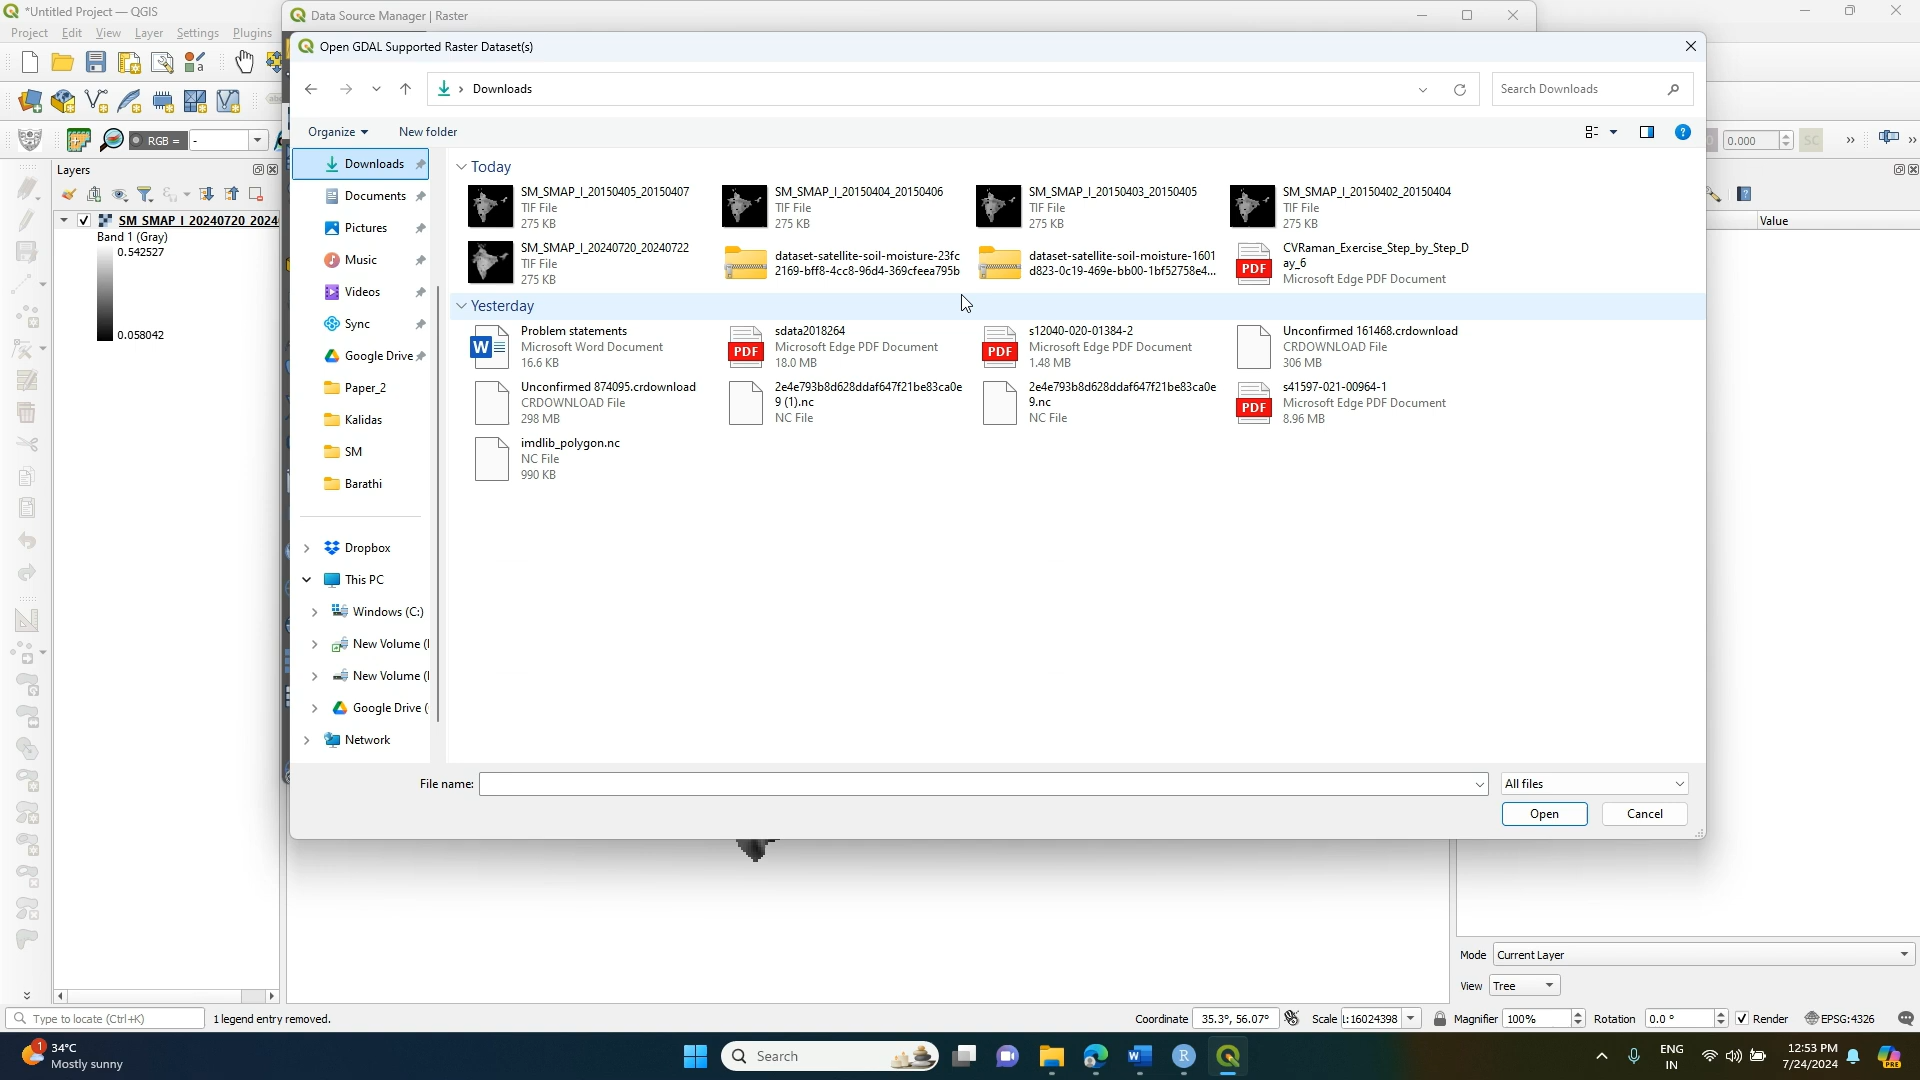 *Untitled Project — QGIS
Data Source Manager | Raster
Project Edit View Layer Settings Plugins
Open GDAL Supported Raster Dataset(s)
Downloads
Search Downloads
Organize
New folder
RGB =
-
0.000
SC
Layers
SM SMAP I 20240720 2024
Band 1 (Gray)
0.542527
0.058042
Value
Downloads
Documents
Pictures
Music
Videos
Sync
Google Drive
Paper_2
Kalidas
SM
Barathi
Dropbox
This PC
Windows (C:)
New Volume (
New Volume (
Google Drive (
Network
Today
SM_SMAP_I_20150405_20150407
TIF File
275 KB
SM_SMAP_I_20150404_20150406
TIF File
275 KB
SM_SMAP_I_20150403_20150405
TIF File
275 KB
SM_SMAP_I_20150402_20150404
TIF File
275 KB
SM_SMAP_I_20240720_20240722
TIF File
275 KB
dataset-satellite-soil-moisture-23fc
2169-bff8-4cc8-96d4-369cfeea795b
dataset-satellite-soil-moisture-1601
d823-0c19-469e-bb00-1bf52758e4...
PDF
CVRaman_Exercise_Step_by_Step_D
ay_6
Microsoft Edge PDF Document
Yesterday
Problem statements
Microsoft Word Document
16.6 KB
PDF
sdata2018264
Microsoft Edge PDF Document
18.0 MB
PDF
s12040-020-01384-2
Microsoft Edge PDF Document
1.48 MB
Unconfirmed 161468.crdownload
CRDOWNLOAD File
306 MB
Unconfirmed 874095.crdownload
CRDOWNLOAD File
298 MB
2e4e793b8d628ddaf647f21be83ca0e
9 (1).nc
NC File
2e4e793b8d628ddaf647f21be83ca0e
9.nc
NC File
PDF
s41597-021-00964-1
Microsoft Edge PDF Document
8.96 MB
imdlib_polygon.nc
NC File
990 KB
File name:
All files
Open
Cancel
Mode Current Layer
View Tree
Type to locate (Ctrl+K)
1 legend entry removed.
Coordinate 35.3°, 56.07°
Scale 1:16024398
Magnifier 100%
Rotation 0.0 °
Render
EPSG:4326
1
34°C
Mostly sunny
Search
ENG
IN
12:53 PM
7/24/2024